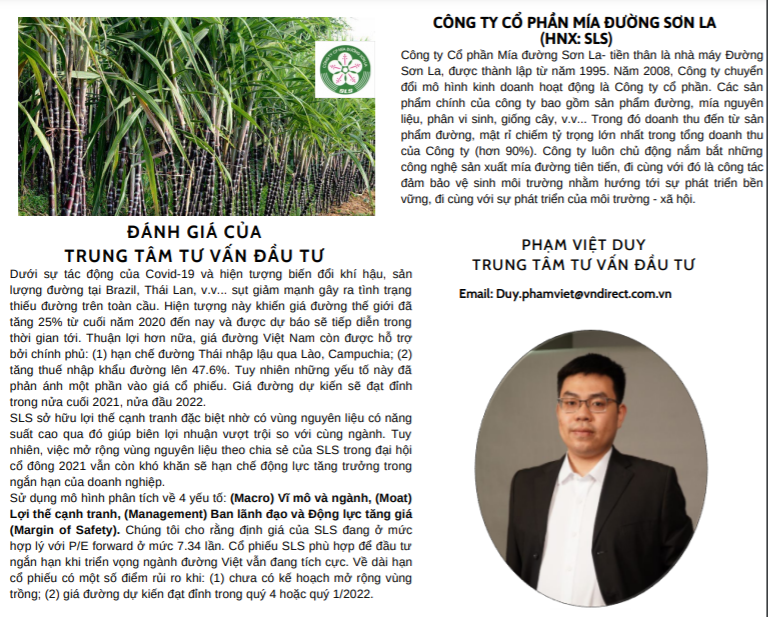 SLS
ĐÁNH GIÁ CỦA
TRUNG TÂM TƯ VẤN ĐẦU TƯ
Dưới sự tác động của Covid-19 và hiện tượng biến đổi khí hậu, sản
lượng đường tại Brazil, Thái Lan, v.v... sụt giảm mạnh gây ra tình trạng
thiếu đường trên toàn cầu. Hiện tượng này khiến giá đường thế giới đã
tăng 25% từ cuối năm 2020 đến nay và được dự báo sẽ tiếp diễn trong
thời gian tới. Thuận lợi hơn nữa, giá đường Việt Nam còn được hỗ trợ
bởi chính phủ: (1) hạn chế đường Thái nhập lậu qua Lào, Campuchia; (2)
tăng thuế nhập khẩu đường lên 47.6%. Tuy nhiên những yếu tố này đã
phản ánh một phần vào giá cổ phiếu. Giá đường dự kiến sẽ đạt đỉnh
trong nửa cuối 2021, nửa đầu 2022.
SLS sở hữu lợi thế cạnh tranh đặc biệt nhờ có vùng nguyên liệu có năng
suất cao qua đó giúp biên lợi nhuận vượt trội so với cùng ngành. Tuy
nhiên, việc mở rộng vùng nguyên liệu theo chia sẻ của SLS trong đại hội
cổ đông 2021 vẫn còn khó khăn sẽ hạn chế động lực tăng trưởng trong
ngắn hạn của doanh nghiệp.
Sử dụng mô hình phân tích về 4 yếu tố: (Macro) Vĩ mô và ngành, (Moat)
Lợi thế cạnh tranh, (Management) Ban lãnh đạo và Động lực tăng giá
(Margin of Safety). Chúng tôi cho rằng định giá của SLS đang ở mức
hợp lý với P/E forward ở mức 7.34 lần. Cổ phiếu SLS phù hợp để đầu tư
ngắn hạn khi triển vọng ngành đường Việt vẫn đang tích cực. Về dài hạn
cổ phiếu có một số điểm rủi ro khi: (1) chưa có kế hoạch mở rộng vùng
trồng; (2) giá đường dự kiến đạt đỉnh trong quý 4 hoặc quý 1/2022.
CÔNG TY CỔ PHẦN MÍA ĐƯỜNG SƠN LA
(HNX: SLS)
Công ty Cổ phần Mía đường Sơn La- tiền thân là nhà máy Đường
Sơn La, được thành lập từ năm 1995. Năm 2008, Công ty chuyển
đổi mô hình kinh doanh hoạt động là Công ty cổ phần. Các sản
phẩm chính của công ty bao gồm sản phẩm đường, mía nguyên
liệu, phân vi sinh, giống cây, v.v... Trong đó doanh thu đến từ sản
phẩm đường, mật rỉ chiếm tỷ trọng lớn nhất trong tổng doanh thu
của Công ty (hơn 90%). Công ty luôn chủ động nắm bắt những
công nghệ sản xuất mía đường tiên tiến, đi cùng với đó là công tác
đảm bảo vệ sinh môi trường nhằm hướng tới sự phát triển bền
vững, đi cùng với sự phát triển của môi trường - xã hội.
PHẠM VIỆT DUY
TRUNG TÂM TƯ VẤN ĐẦU TƯ
Email: Duy.phamviet@vndirect.com.vn